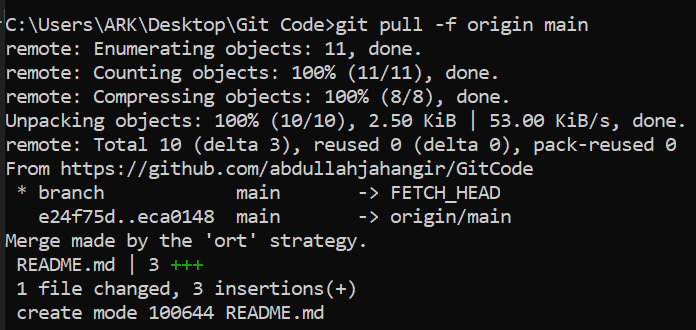 C:\Users\ARK\Desktop\Git Code>git pull -f origin main
remote: Enumerating objects: 11, done.
remote: Counting objects: 100% (11/11), done.
remote: Compressing objects: 100% (8/8), done.
Unpacking objects: 100% (10/10), 2.50 KiB | 53.00 KiB/s, done.
remote: Total 10 (delta 3), reused 0 (delta 0), pack-reused 0
From https://github.com/abdullahjahangir/GitCode
 * branch            main       -> FETCH_HEAD
   e24f75d..eca0148  main       -> origin/main
Merge made by the 'ort' strategy.
 README.md | 3 +++
 1 file changed, 3 insertions(+)
 create mode 100644 README.md